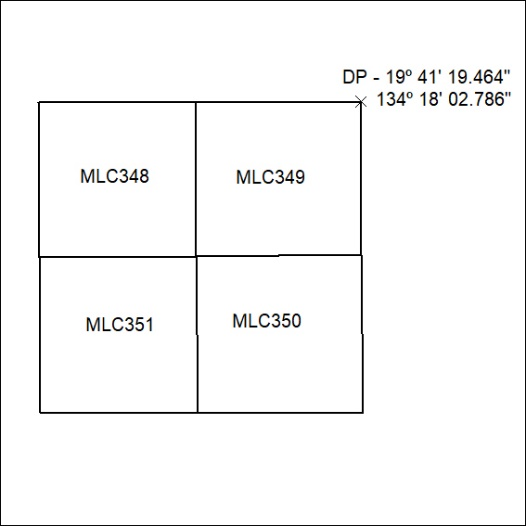 DP - 19º 41' 19.464"
134º 18' 02.786"
MLC348
MLC349
MLC351
MLC350